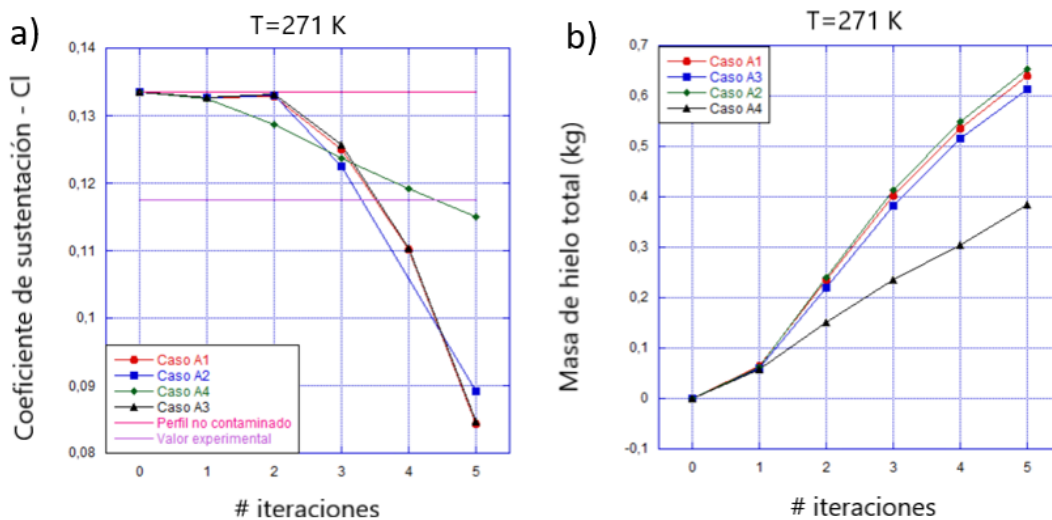 a)
T=271 K
Coeficiente de sustentación - Cl
0,14
0,13
0,12
0,11
0,1
0,09
0,08
Caso A1
Caso A2
Caso A4
Caso A3
Perfil no contaminado
Valor experimental
0 1 2 3 4 5
# iteraciones
b)
T=271 K
Masa de hielo total (kg)
0,7
0,6
0,5
0,4
0,3
0,2
0,1
0
-0,1
Caso A1
Caso A3
Caso A2
Caso A4
0 1 2 3 4 5
# iteraciones